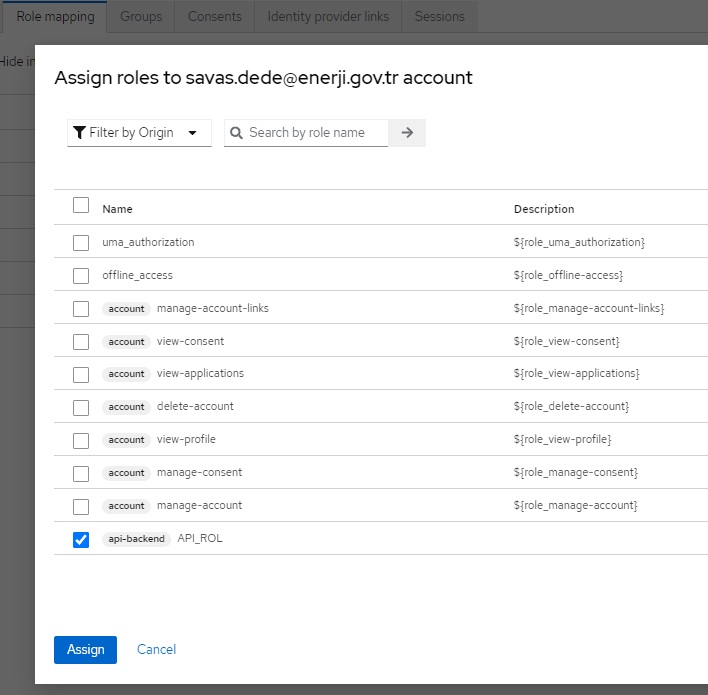 Role mapping Groups Consents Identity provider links Sessions
Hide in
Assign roles to savas.dede@enerji.gov.tr account
Filter by Origin Search by role name
Name Description
uma_authorization ${role_uma_authorization}
offline_access ${role_offline-access}
account manage-account-links ${role_manage-account-links}
account view-consent ${role_view-consent}
account view-applications ${role_view-applications}
account delete-account ${role_delete-account}
account view-profile ${role_view-profile}
account manage-consent ${role_manage-consent}
account manage-account ${role_manage-account}
api-backend API_ROL
Assign Cancel